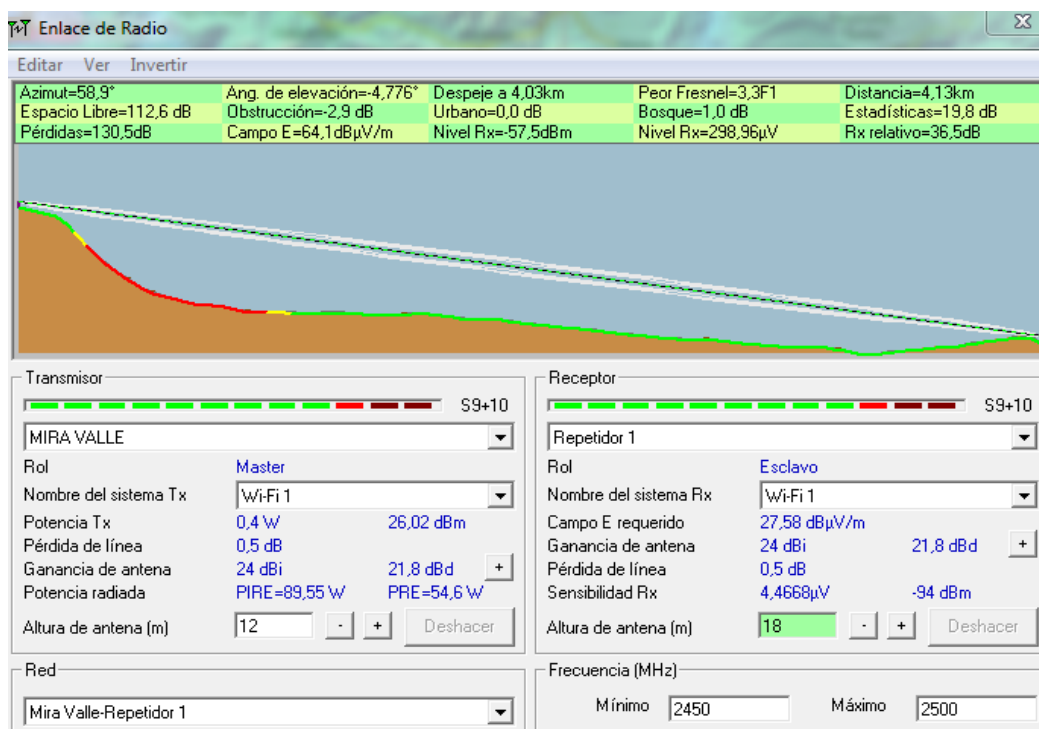 Enlace de Radio
Editar Ver Invertir
Azimut=58,9° Ang. de elevación=-4,776° Despeje a 4,03km Peor Fresnel=3,3F1 Distancia=4,13km
Espacio Libre=112,6 dB Obstrucción=-2,9 dB Urbano=0,0 dB Bosque=1,0 dB Estadísticas=19,8 dB
Pérdidas=130,5dB Campo E=64,1dBµV/m Nivel Rx=-57,5dBm Nivel Rx=298,96µV Rx relativo=36,5dB
Transmisor
S9+10
MIRA VALLE
Rol Master
Nombre del sistema Tx Wi-Fi 1
Potencia Tx 0,4 W 26,02 dBm
Pérdida de línea 0,5 dB
Ganancia de antena 24 dBi 21,8 dBd +
Potencia radiada PIRE=89,55 W PRE=54,6 W
Altura de antena (m) 12 - + Deshacer
Red
Mira Valle-Repetidor 1
Receptor
S9+10
Repetidor 1
Rol Esclavo
Nombre del sistema Rx Wi-Fi 1
Campo E requerido 27,58 dBµV/m
Ganancia de antena 24 dBi 21,8 dBd +
Pérdida de línea 0,5 dB
Sensibilidad Rx 4,4668µV -94 dBm
Altura de antena (m) 18 - + Deshacer
Frecuencia (MHz)
Mínimo 2450 Máximo 2500